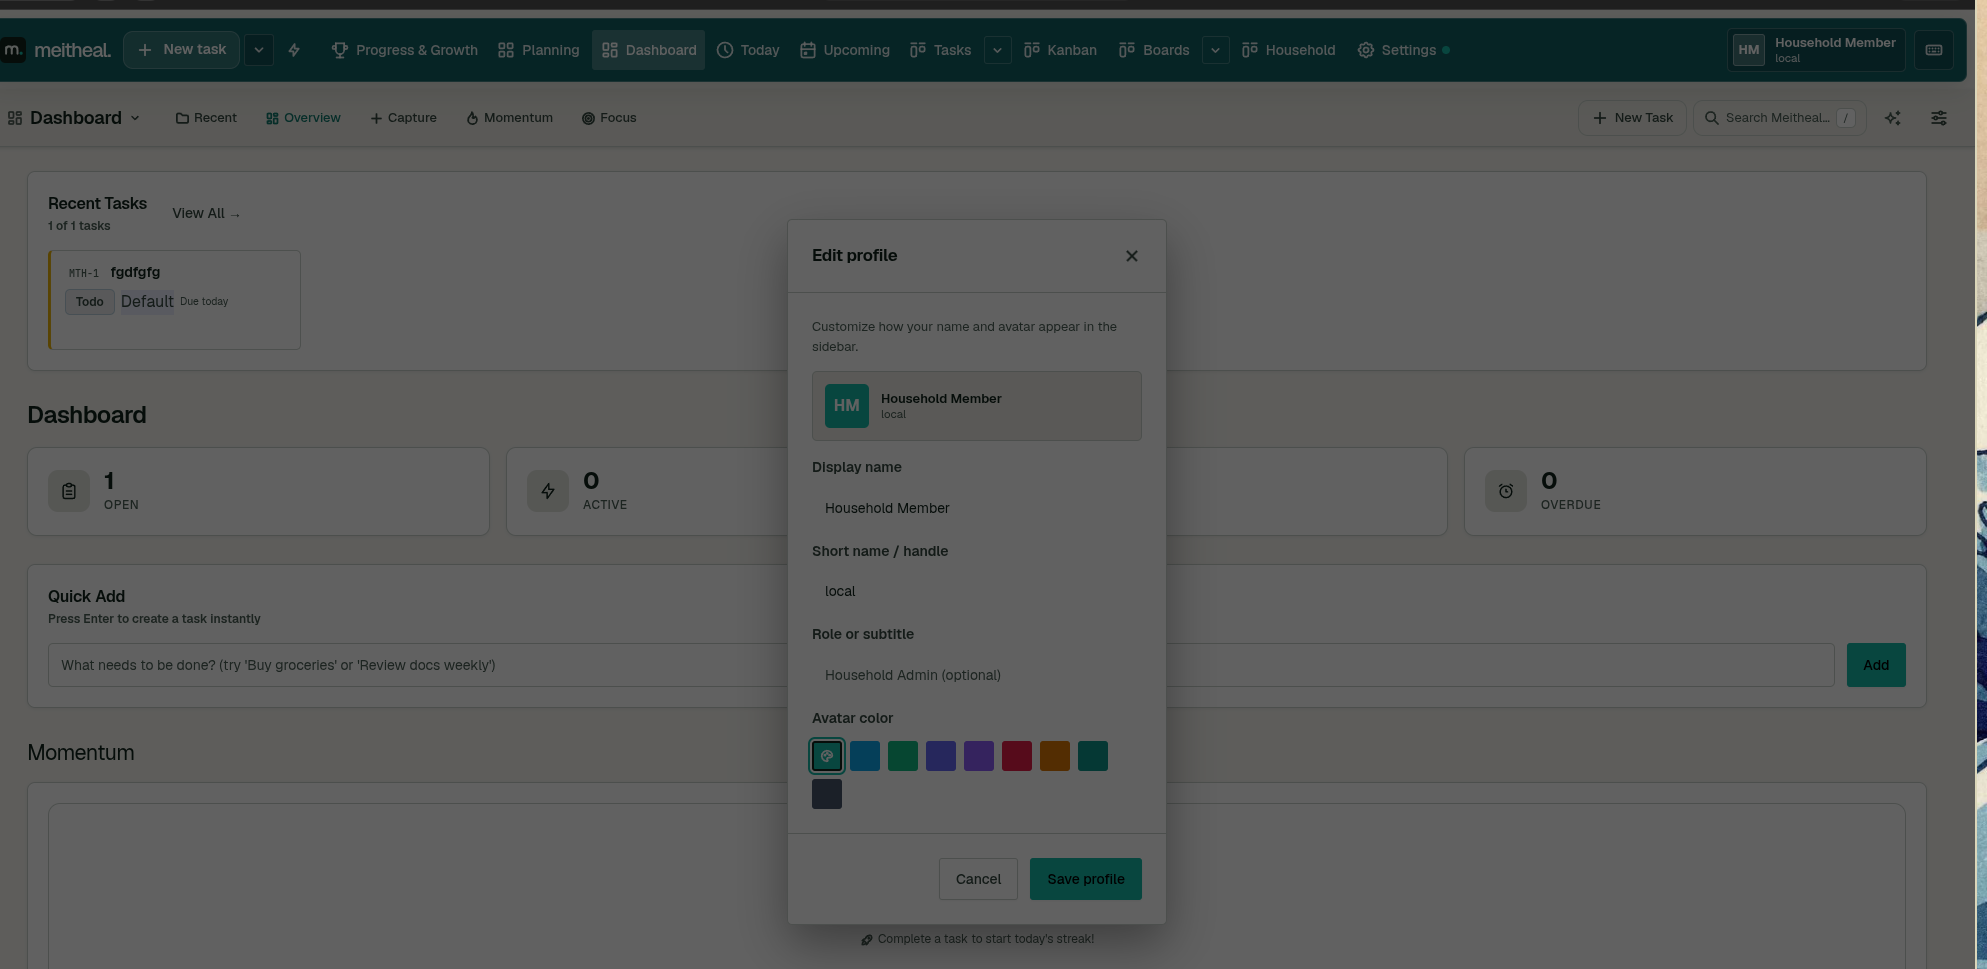 m. meitheal.
New task
Progress & Growth
Planning
Dashboard
Today
Upcoming
Tasks
Kanban
Boards
Household
Settings
HM
Household Member
local
Dashboard
Recent
Overview
Capture
Momentum
Focus
New Task
Search Meitheal...
/
Recent Tasks
1 of 1 tasks
View All →
MTH-1 fgdfgfg
Todo Default Due today
Dashboard
1
OPEN
0
ACTIVE
0
OVERDUE
Quick Add
Press Enter to create a task instantly
What needs to be done? (try 'Buy groceries' or 'Review docs weekly')
Add
Momentum
Complete a task to start today's streak!
Edit profile
Customize how your name and avatar appear in the
sidebar.
HM
Household Member
local
Display name
Household Member
Short name / handle
local
Role or subtitle
Household Admin (optional)
Avatar color
Cancel
Save profile